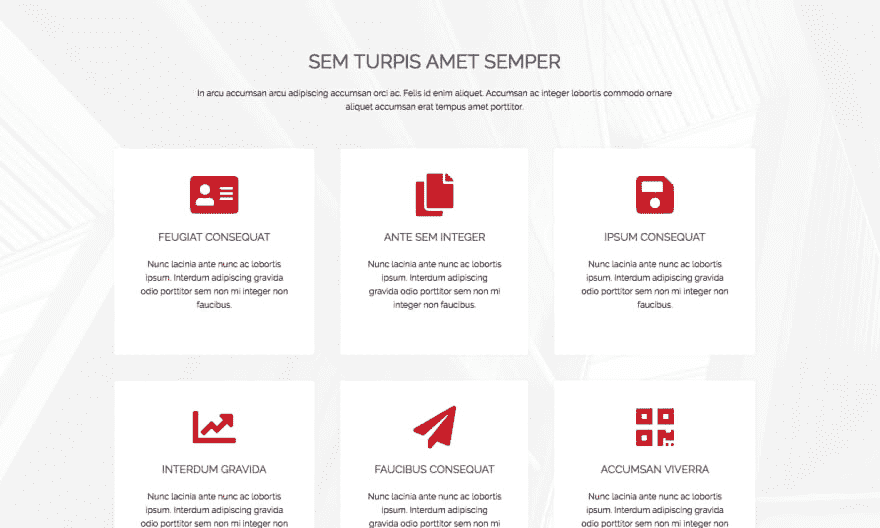 SEM TURPIS AMET SEMPER
In arcu accumsan arcu adipiscing accumsan orci ac. Felis id enim aliquet. Accumsan ac integer lobortis commodo ornare
aliquet accumsan erat tempus amet porttitor.
FEUGIAT CONSEQUAT
Nunc lacinia ante nunc ac lobortis
ipsum. Interdum adipiscing gravida
odio porttitor sem non mi integer non
faucibus.
ANTE SEM INTEGER
Nunc lacinia ante nunc ac lobortis
ipsum. Interdum adipiscing
gravida odio porttitor sem non mi
integer non faucibus.
IPSUM CONSEQUAT
Nunc lacinia ante nunc ac lobortis
ipsum. Interdum adipiscing gravida
odio porttitor sem non mi integer non
faucibus.
INTERDUM GRAVIDA
Nunc lacinia ante nunc ac lobortis
ipsum. Interdum adipiscing gravida
odio porttitor sem non mi integer non
FAUCIBUS CONSEQUAT
Nunc lacinia ante nunc ac lobortis
ipsum. Interdum adipiscing
gravida odio porttitor sem non mi
ACCUMSAN VIVERRA
Nunc lacinia ante nunc ac lobortis
ipsum. Interdum adipiscing gravida
odio porttitor sem non mi integer non